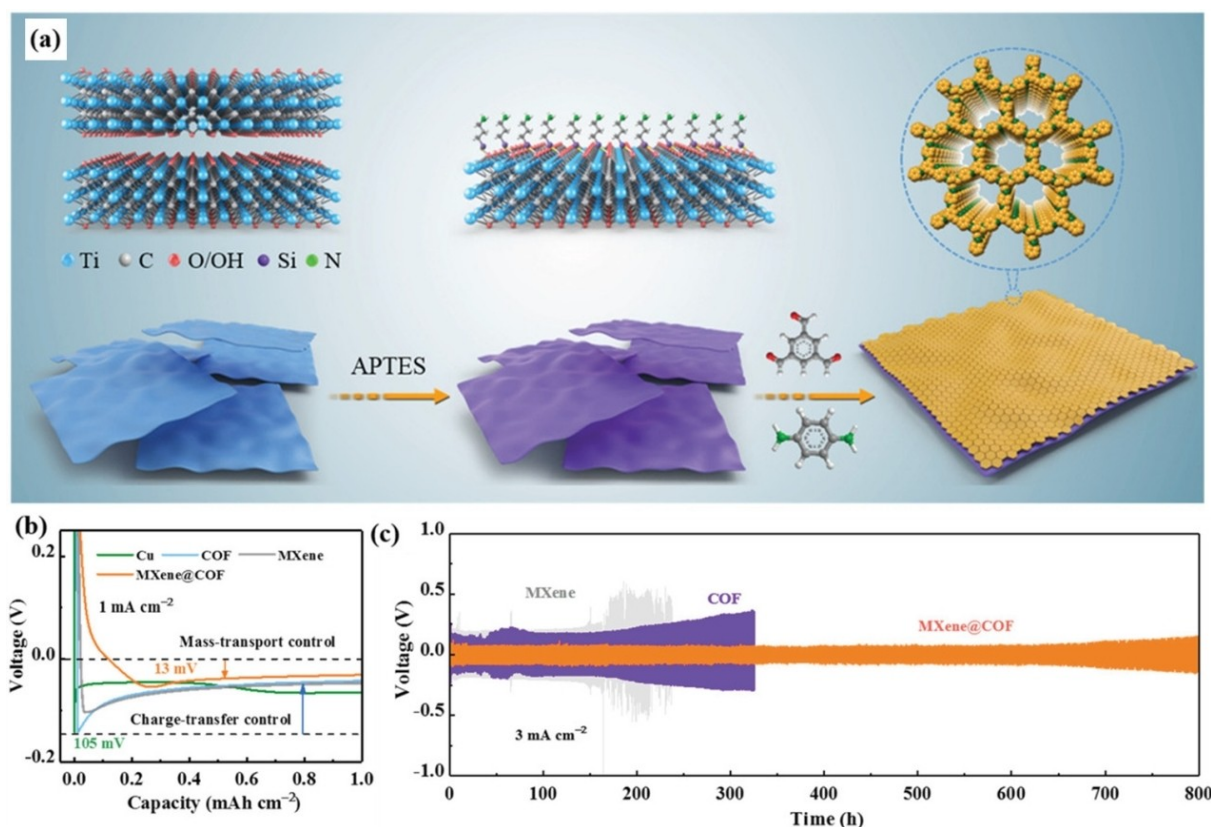 (a)
Ti C O/OH Si N
APTES
(b)
0.2
0.0
-0.2
Voltage (V)
Cu COF MXene
MXene@COF
1 mA cm⁻²
Mass-transport control
13 mV
Charge-transfer control
105 mV
0.0 0.2 0.4 0.6 0.8 1.0
Capacity (mAh cm⁻²)
(c)
1.0
0.5
0.0
-0.5
-1.0
Voltage (V)
MXene
COF
MXene@COF
3 mA cm⁻²
0 100 200 300 400 500 600 700 800
Time (h)